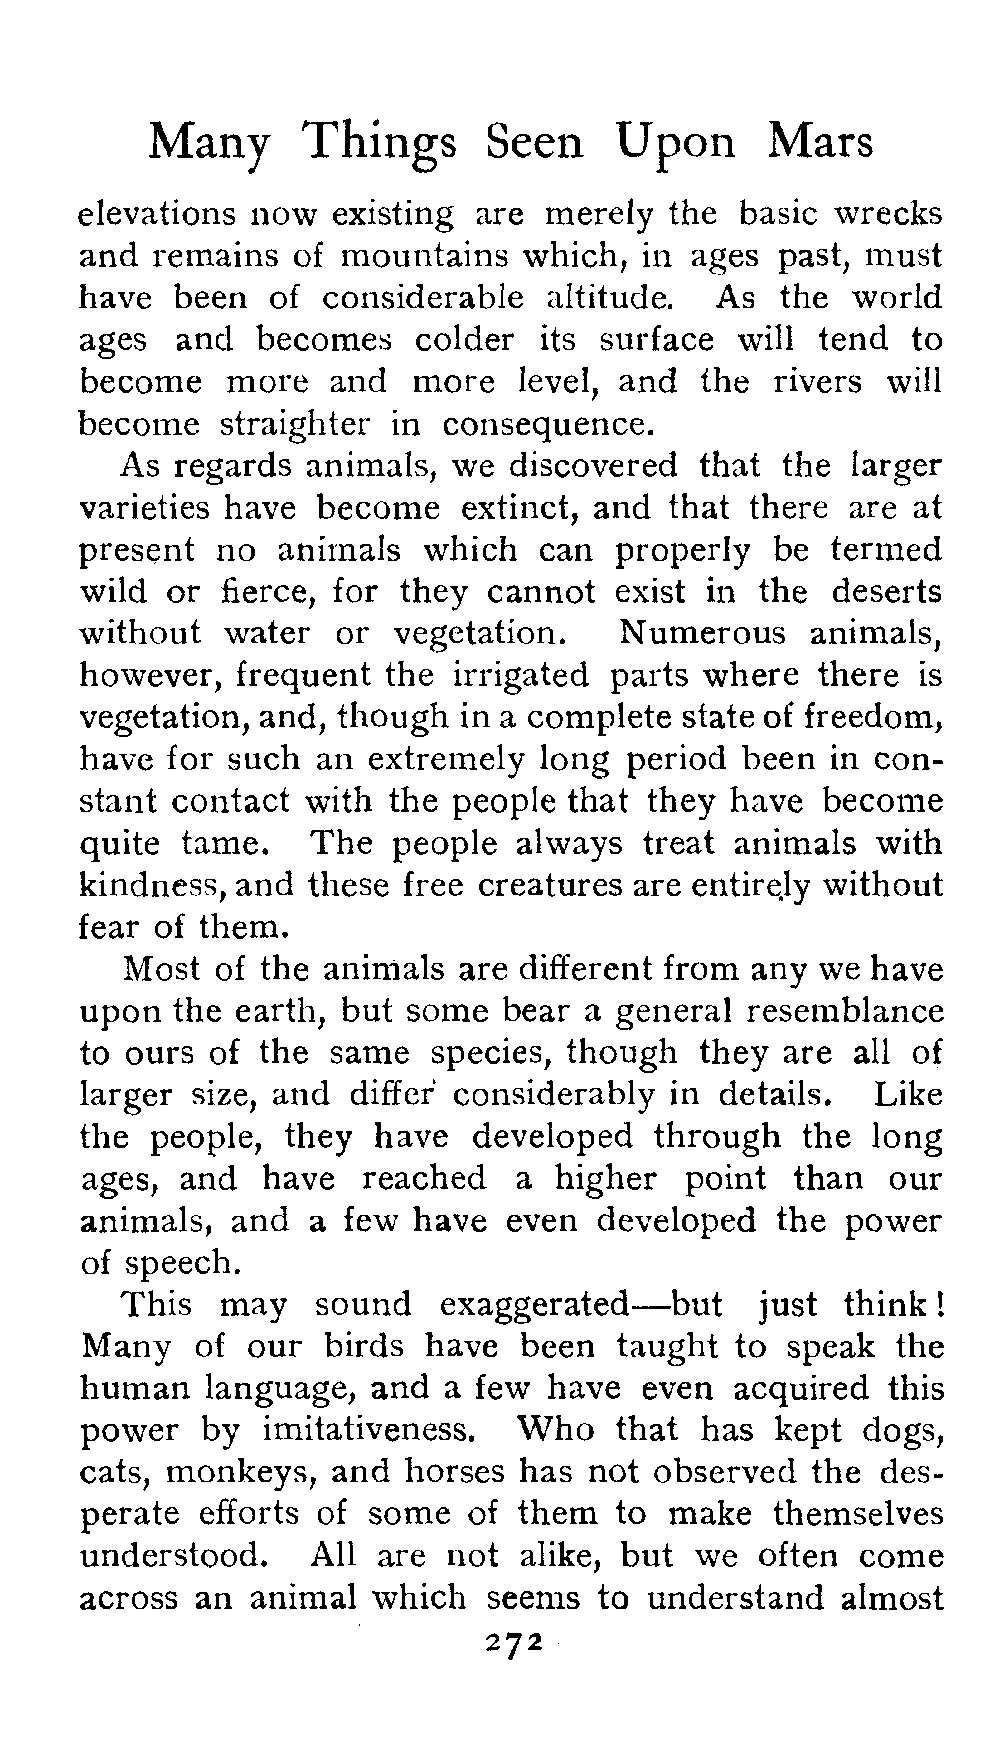 Many Things Seen Upon Mars
elevations now existing are merely the basic wrecks
and remains of mountains which, in ages past, must
have been of considerable altitude. As the world
ages and becomes colder its surface will tend to
become more and more level, and the rivers will
become straighter in consequence.
As regards animals, we discovered that the larger
varieties have become extinct, and that there are at
present no animals which can properly be termed
wild or fierce, for they cannot exist in the deserts
without water or vegetation. Numerous animals,
however, frequent the irrigated parts where there is
vegetation, and, though in a complete state of freedom,
have for such an extremely long period been in con-
stant contact with the people that they have become
quite tame. The people always treat animals with
kindness, and these free creatures are entirely without
fear of them.
Most of the animals are different from any we have
upon the earth, but some bear a general resemblance
to ours of the same species, though they are all of
larger size, and differ considerably in details. Like
the people, they have developed through the long
ages, and have reached a higher point than our
animals, and a few have even developed the power
of speech.
This may sound exaggerated—but just think!
Many of our birds have been taught to speak the
human language, and a few have even acquired this
power by imitativeness. Who that has kept dogs,
cats, monkeys, and horses has not observed the des-
perate efforts of some of them to make themselves
understood. All are not alike, but we often come
across an animal which seems to understand almost
272